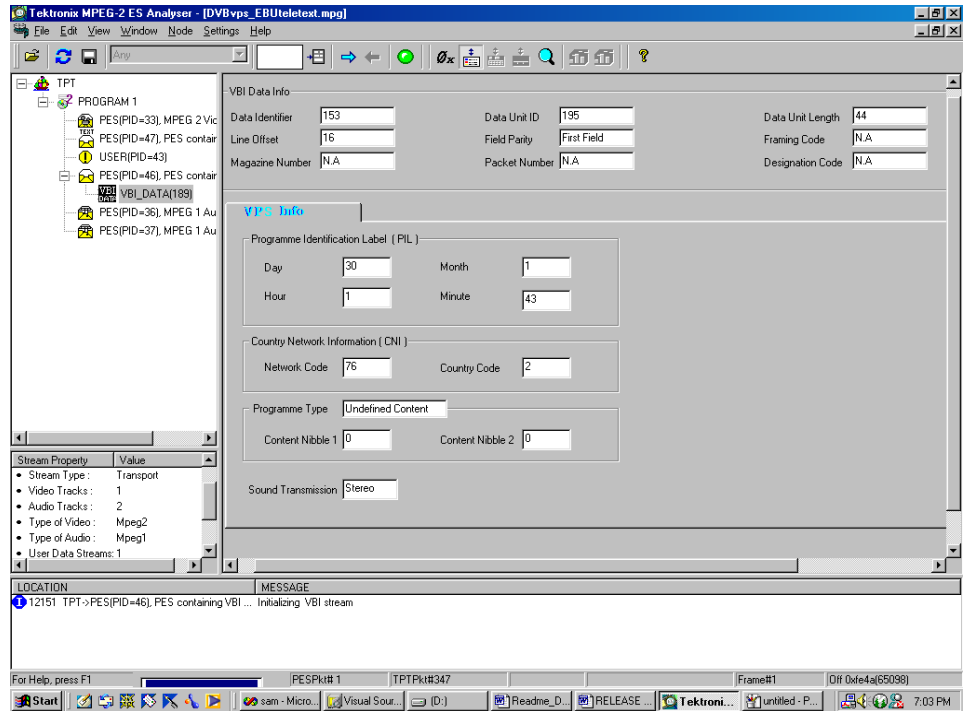 Tektronix MPEG-2 ES Analyser - [DVBvps_EBUteletext.mpg]
File Edit View Window Node Settings Help
Any
Øx
TPT
PROGRAM 1
PES(PID=33), MPEG 2 Vic
TEXT
PES(PID=47), PES contair
USER(PID=43)
PES(PID=46), PES contair
VBI DATA
VBI_DATA(189)
PES(PID=36), MPEG 1 Au
PES(PID=37), MPEG 1 Au
Stream Property Value
Stream Type : Transport
Video Tracks : 1
Audio Tracks : 2
Type of Video : Mpeg2
Type of Audio : Mpeg1
User Data Streams: 1
VBI Data Info
Data Identifier 153 Data Unit ID 195 Data Unit Length 44
Line Offset 16 Field Parity First Field Framing Code N.A
Magazine Number N.A Packet Number N.A Designation Code N.A
VPS Info
Programme Identification Label ( PIL )
Day 30 Month 1
Hour 1 Minute 43
Country Network Information ( CNI )
Network Code 76 Country Code 2
Programme Type Undefined Content
Content Nibble 1 0 Content Nibble 2 0
Sound Transmission Stereo
LOCATION MESSAGE
12151 TPT->PES(PID=46), PES containing VBI ... Initializing VBI stream
For Help, press F1 PESPkt# 1 TPTPkt#347 Frame#1 Off 0xfe4a(65098)
Start sam - Micro... Visual Sour... (D:) Readme_D... RELEASE ... Tektroni... untitled - P... 7:03 PM